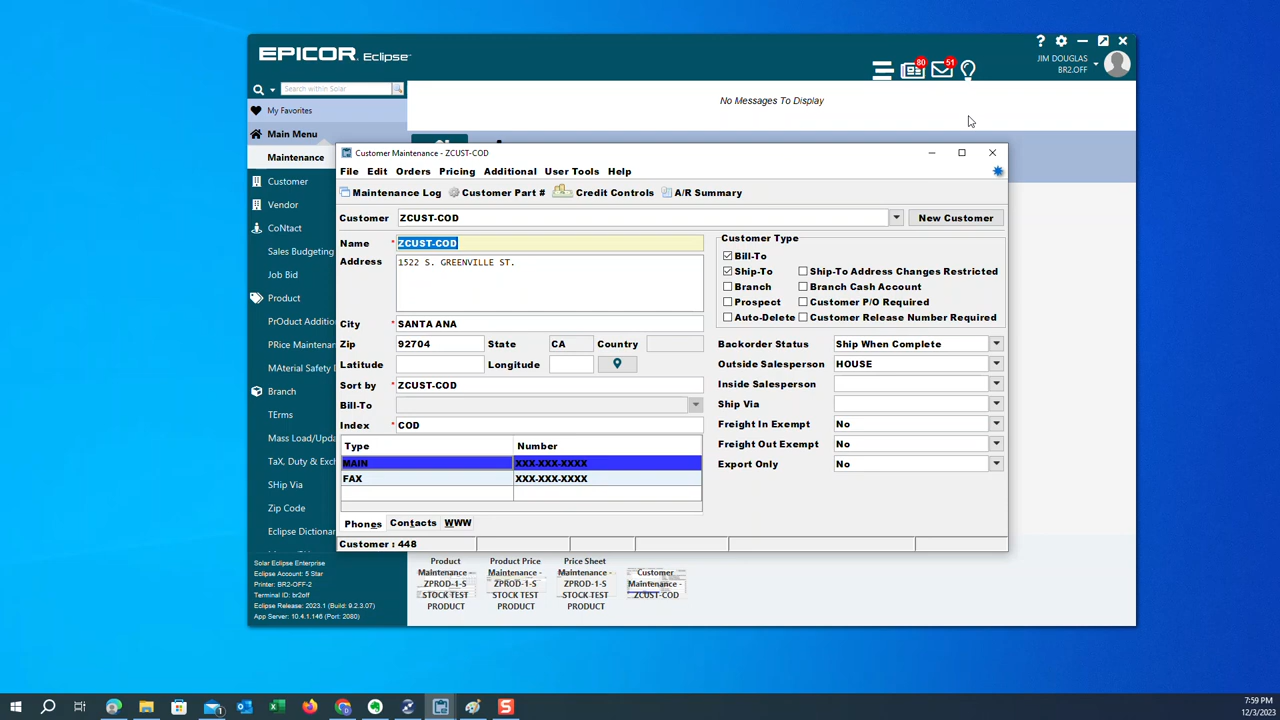 EPICOR Eclipse
?
80
51
JIM DOUGLAS
BR2.OFF
Search within Solar
My Favorites
No Messages To Display
Main Menu
Maintenance
Customer
Vendor
CoNtact
Sales Budgeting
Job Bid
Product
PrOduct Additio
PRice Maintenan
MAterial Safety D
Branch
TErms
Mass Load/Upda
TaX, Duty & Exc
SHip Via
Zip Code
Eclipse Dictionar
Solar Eclipse Enterprise
Eclipse Account: 5 Star
Printer: BR2-OFF-2
Terminal ID: br2off
Eclipse Release: 2023.1 (Build: 9.2.3.07)
App Server: 10.4.1.146 (Port: 2080)
Customer Maintenance - ZCUST-COD
File Edit Orders Pricing Additional User Tools Help
Maintenance Log Customer Part # Credit Controls A/R Summary
Customer ZCUST-COD New Customer
Name * ZCUST-COD
Address 1522 S. GREENVILLE ST.
City * SANTA ANA
Zip 92704 State CA Country
Latitude Longitude
Sort by * ZCUST-COD
Bill-To
Index * COD
Type Number
MAIN XXX-XXX-XXXX
FAX XXX-XXX-XXXX
Phones Contacts WWW
Customer : 448
Customer Type
Bill-To
Ship-To Ship-To Address Changes Restricted
Branch Branch Cash Account
Prospect Customer P/O Required
Auto-Delete Customer Release Number Required
Backorder Status Ship When Complete
Outside Salesperson HOUSE
Inside Salesperson
Ship Via
Freight In Exempt No
Freight Out Exempt No
Export Only No
Product
Maintenance -
ZPROD-1-S
STOCK TEST
PRODUCT
Product Price
Maintenance -
ZPROD-1-S
STOCK TEST
PRODUCT
Price Sheet
Maintenance -
ZPROD-1-S
STOCK TEST
PRODUCT
Customer
Maintenance -
ZCUST-COD
7:59 PM
12/3/2023